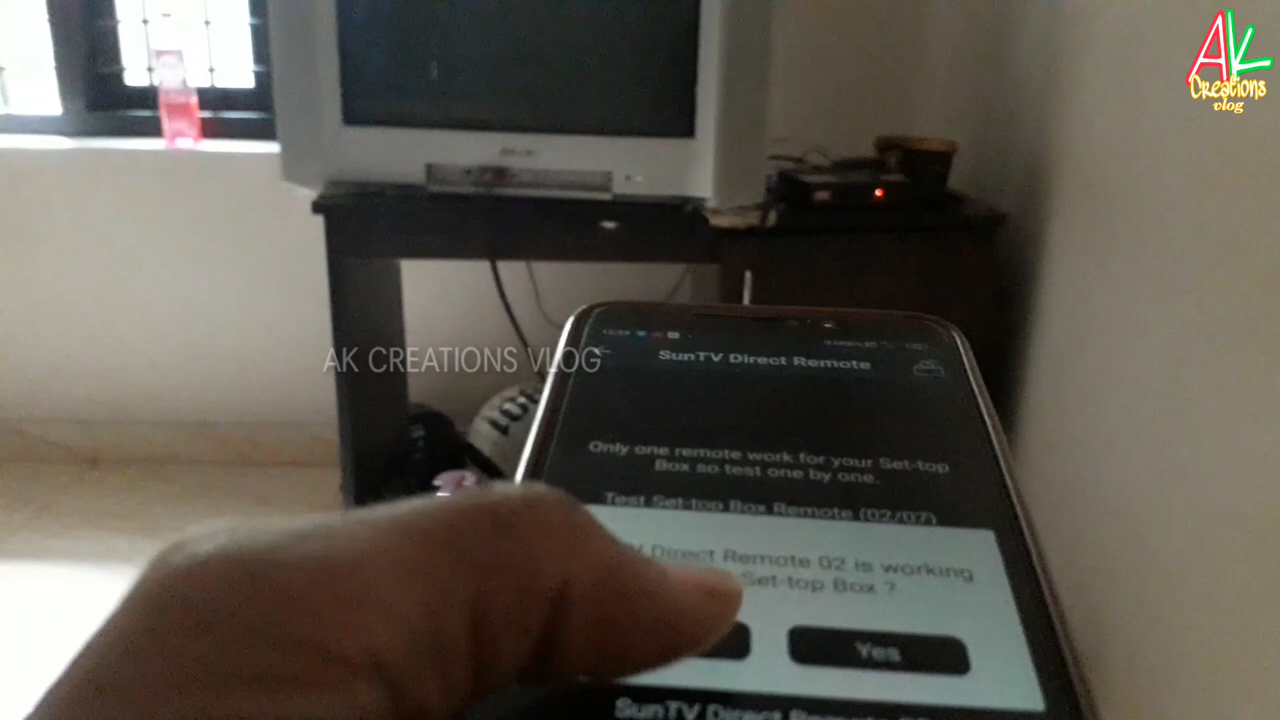 AK
Creations
vlog
AK CREATIONS VLOG
SunTV Direct Remote
Only one remote work for your Set-top
Box so test one by one.
Test Set-top Box Remote (02/07)
Direct Remote 02 is working
Set-top Box ?
Yes
SunTV Direct Remote